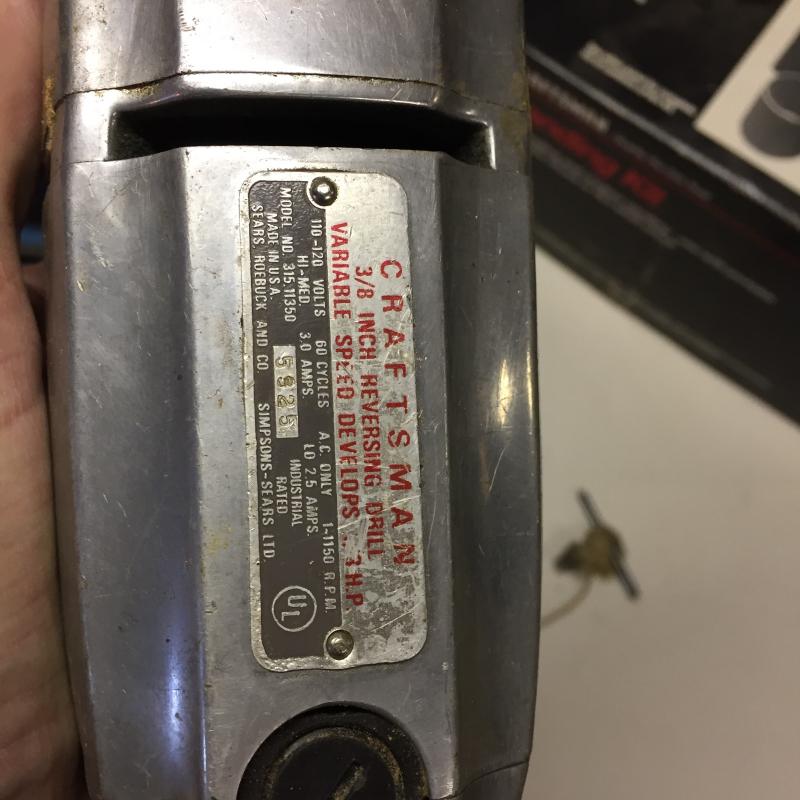 CRAFTSMAN
3/8 INCH REVERSING DRILL
VARIABLE SPEED DEVELOPS .. 3 H.P
110-120 VOLTS 60 CYCLES A.C. ONLY 1-1150 R.P.M.
HI-MED. 3.0 AMPS. LO 2.5 AMPS.
MODEL NO. 315.11350 INDUSTRIAL
MADE IN U.S.A. 5925 RATED
SEARS, ROEBUCK AND CO. SIMPSONS-SEARS LTD.
UL